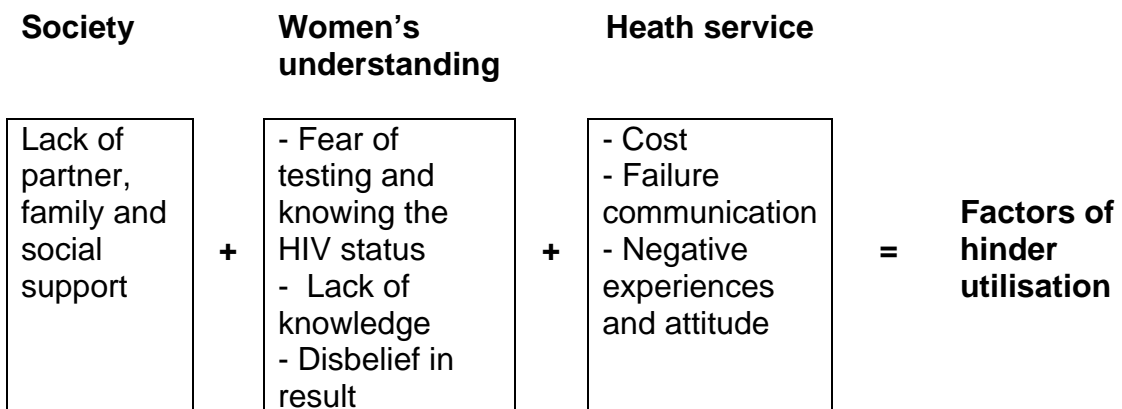 Society
Women's
understanding
Heath service
Lack of
partner,
family and
social
support
+
- Fear of
testing and
knowing the
HIV status
- Lack of
knowledge
- Disbelief in
result
+
- Cost
- Failure
communication
- Negative
experiences
and attitude
=
Factors of
hinder
utilisation